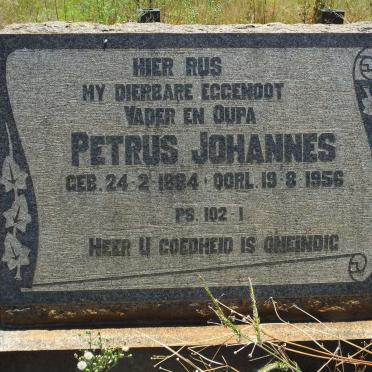 HIER RUS
MY DIERBARE EGGENOOT
VADER EN OUPA
PETRUS JOHANNES
GEB. 24-2-1884 - OORL. 19-8-1956
PS. 102-1
HEER U GOEDHEID IS ONEINDIG